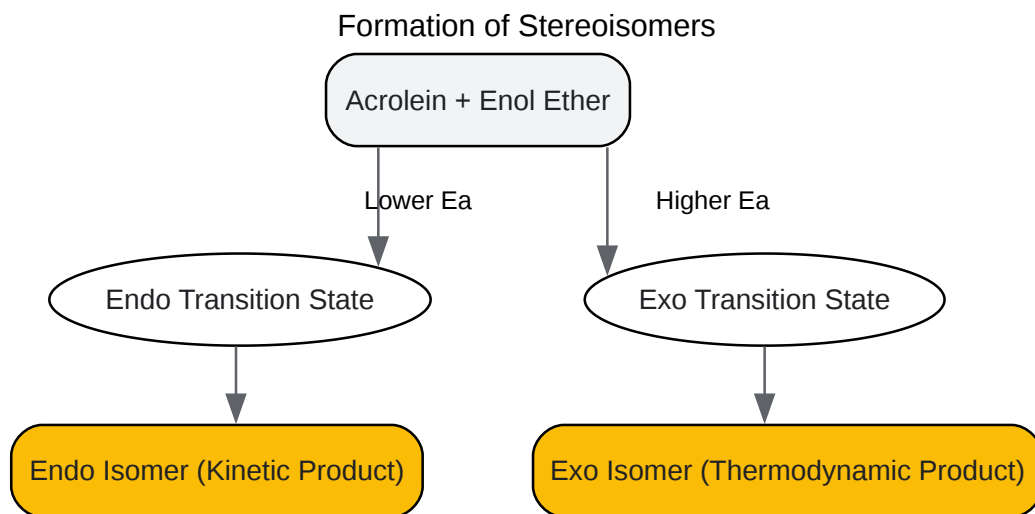 Formation of Stereoisomers
Acrolein + Enol Ether
Lower Ea
Higher Ea
Endo Transition State
Exo Transition State
Endo Isomer (Kinetic Product)
Exo Isomer (Thermodynamic Product)